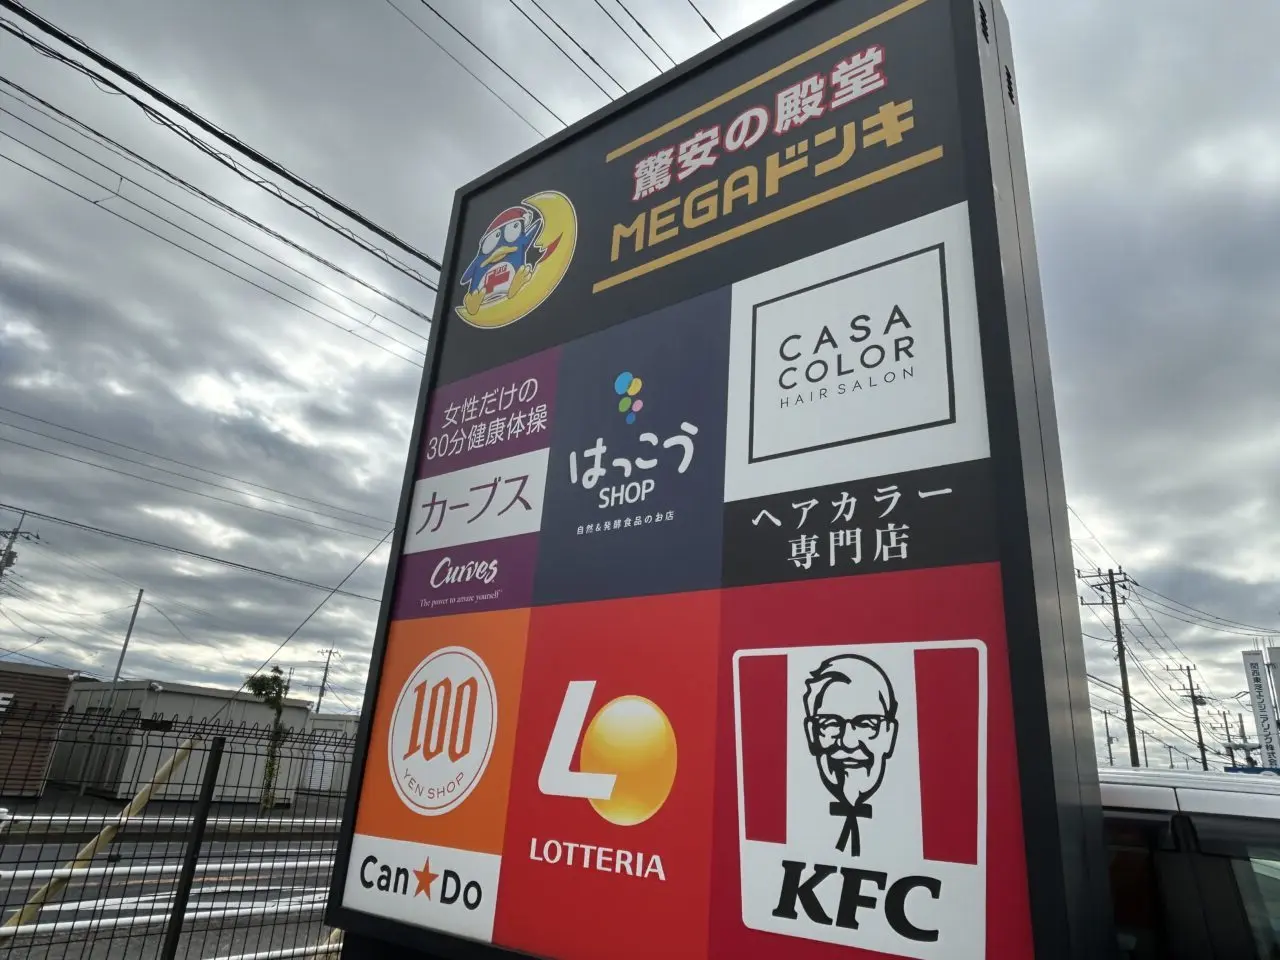 驚安の殿堂
MEGAドンキ
女性だけの
30分健康体操
カーブス
Curves
The power to amaze yourself
はっこう
SHOP
自然&発酵食品のお店
CASA
COLOR
HAIR SALON
ヘアカラー
専門店
100
YEN SHOP
Can★Do
LOTTERIA
KFC